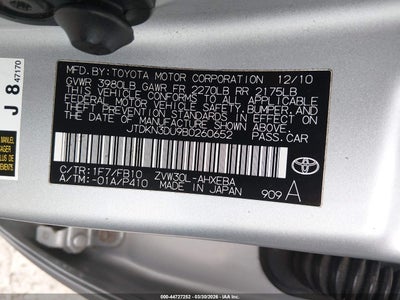 MFD. BY: TOYOTA MOTOR CORPORATION 12/10
GVWR 3980LB GAWR FR 2270LB RR 2175LB
THIS VEHICLE CONFORMS TO ALL APPLICABLE
FEDERAL MOTOR VEHICLE SAFETY, BUMPER, AND
THEFT PREVENTION STANDARDS IN EFFECT ON THE
DATE OF MANUFACTURE SHOWN ABOVE.
JTDKN3DU9B0260652 PASS.CAR
C/TR: 1F7/FB10 ZVW30L-AHXEBA
A/TM: -01A/P410 MADE IN JAPAN
909 A
J 8
47170
000-44727252 - 03/10/2026 - IAA Inc.